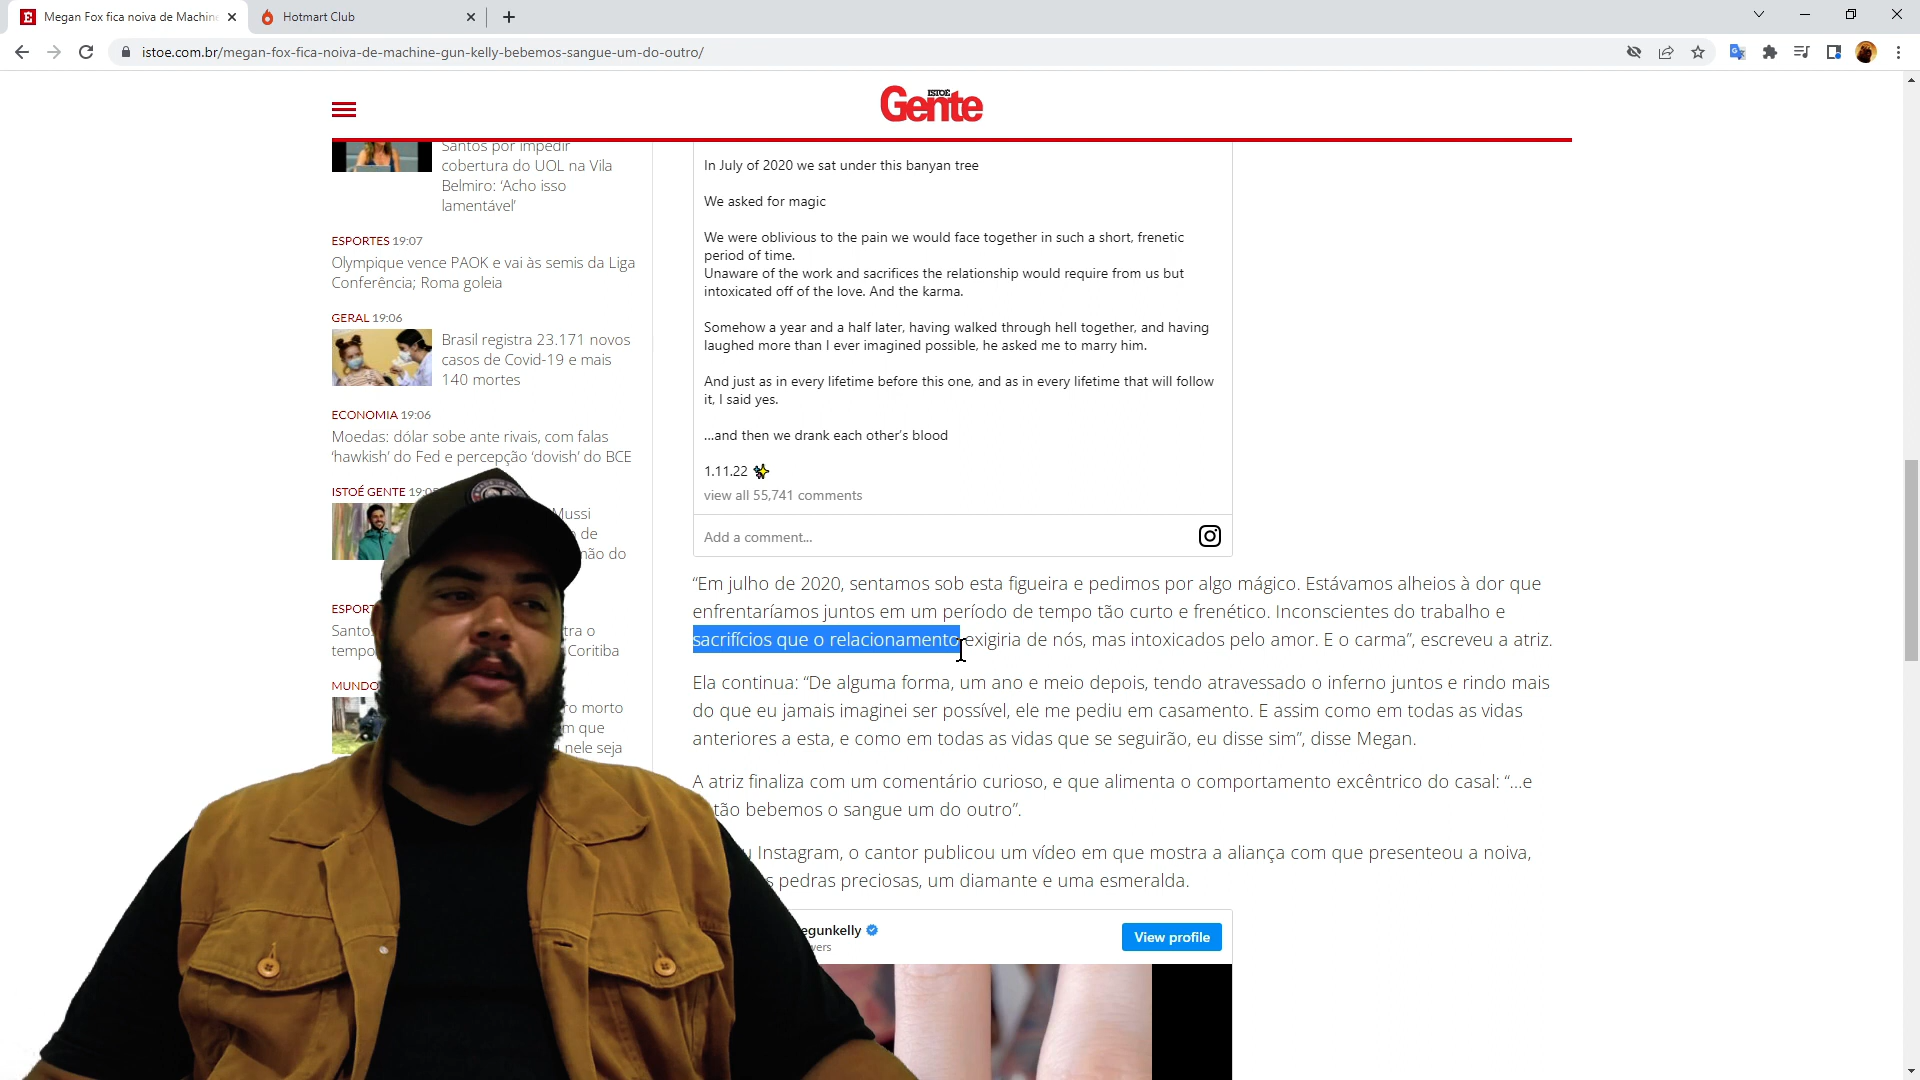 Megan Fox fica noiva de Machine
Hotmart Club
istoe.com.br/megan-fox-fica-noiva-de-machine-gun-kelly-bebemos-sangue-um-do-outro/
ISTOÉ
Gente
Santos por impedir
cobertura do UOL na Vila
Belmiro: ‘Acho isso
lamentável’
ESPORTES 19:07
Olympique vence PAOK e vai às semis da Liga
Conferência; Roma goleia
GERAL 19:06
Brasil registra 23.171 novos
casos de Covid-19 e mais
140 mortes
ECONOMIA 19:06
Moedas: dólar sobe ante rivais, com falas
‘hawkish’ do Fed e percepção ‘dovish’ do BCE
ISTOÉ GENTE
Mussi
de
mão do
Santos
tra o
tempo
Coritiba
MUNDO
morto
que
nele seja
In July of 2020 we sat under this banyan tree
We asked for magic
We were oblivious to the pain we would face together in such a short, frenetic
period of time.
Unaware of the work and sacrifices the relationship would require from us but
intoxicated off of the love. And the karma.
Somehow a year and a half later, having walked through hell together, and having
laughed more than I ever imagined possible, he asked me to marry him.
And just as in every lifetime before this one, and as in every lifetime that will follow
it, I said yes.
…and then we drank each other’s blood
1.11.22 ✨
view all 55,741 comments
Add a comment...
“Em julho de 2020, sentamos sob esta figueira e pedimos por algo mágico. Estávamos alheios à dor que
enfrentaríamos juntos em um período de tempo tão curto e frenético. Inconscientes do trabalho e
sacrifícios que o relacionamento exigiria de nós, mas intoxicados pelo amor. E o carma”, escreveu a atriz.
Ela continua: “De alguma forma, um ano e meio depois, tendo atravessado o inferno juntos e rindo mais
do que eu jamais imaginei ser possível, ele me pediu em casamento. E assim como em todas as vidas
anteriores a esta, e como em todas as vidas que se seguirão, eu disse sim”, disse Megan.
A atriz finaliza com um comentário curioso, e que alimenta o comportamento excêntrico do casal: “…e
tão bebemos o sangue um do outro”.
Instagram, o cantor publicou um vídeo em que mostra a aliança com que presenteou a noiva,
pedras preciosas, um diamante e uma esmeralda.
egunkelly
View profile